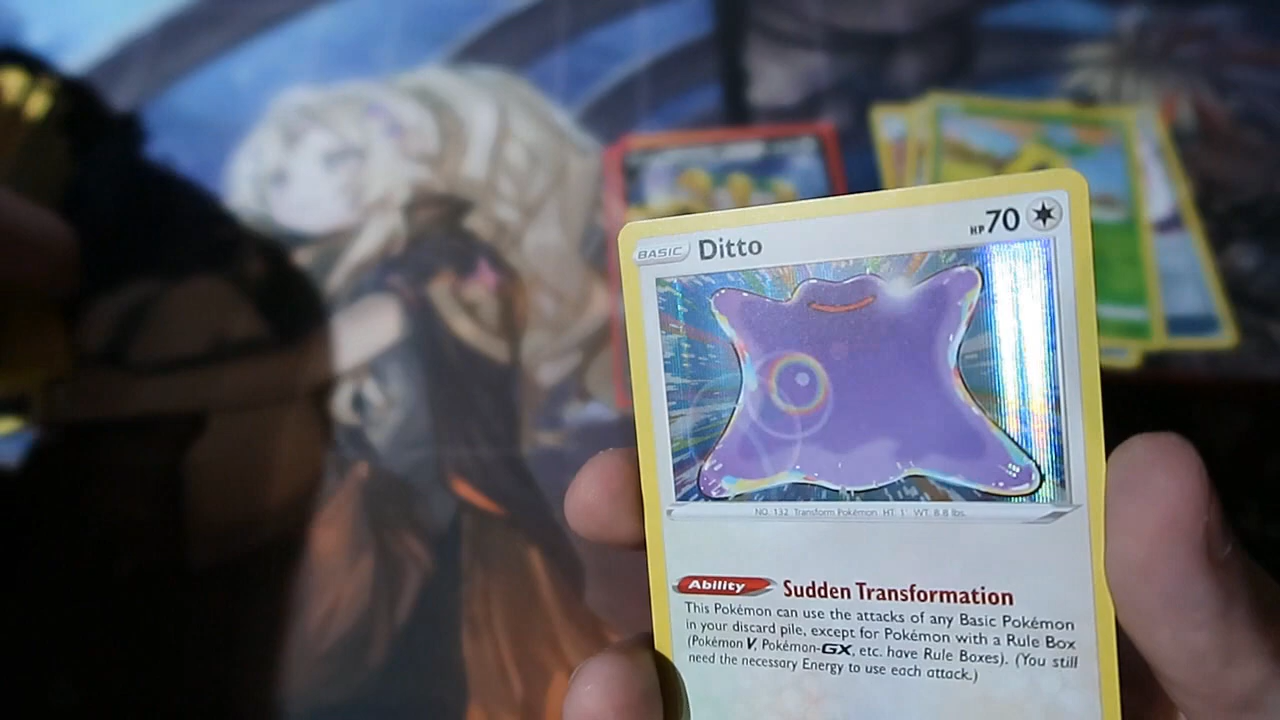 BASIC Ditto HP 70
NO. 132 Transform Pokémon HT: 1' WT: 8.8 lbs.
Ability Sudden Transformation
This Pokémon can use the attacks of any Basic Pokémon
in your discard pile, except for Pokémon with a Rule Box
(Pokémon V, Pokémon-GX, etc. have Rule Boxes). (You still
need the necessary Energy to use each attack.)